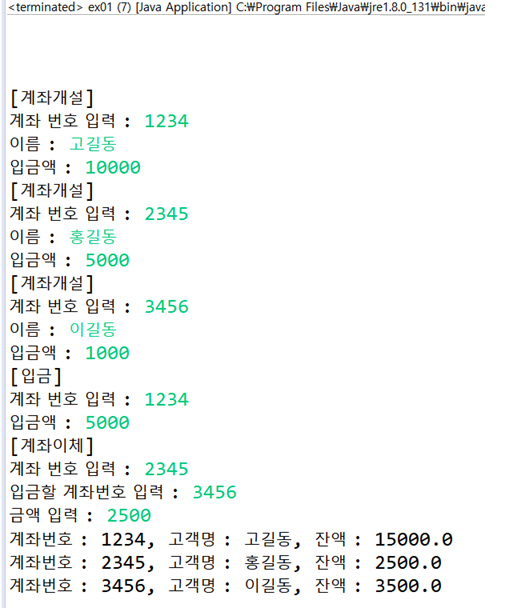 <terminated> ex01 (7) [Java Application] C:₩Program Files₩Java₩jre1.8.0_131₩bin₩java
[계좌개설]
계좌 번호 입력 : 1234
이름 : 고길동
입금액 : 10000
[계좌개설]
계좌 번호 입력 : 2345
이름 : 홍길동
입금액 : 5000
[계좌개설]
계좌 번호 입력 : 3456
이름 : 이길동
입금액 : 1000
[입금]
계좌 번호 입력 : 1234
입금액 : 5000
[계좌이체]
계좌 번호 입력 : 2345
입금할 계좌번호 입력 : 3456
금액 입력 : 2500
계좌번호 : 1234, 고객명 : 고길동, 잔액 : 15000.0
계좌번호 : 2345, 고객명 : 홍길동, 잔액 : 2500.0
계좌번호 : 3456, 고객명 : 이길동, 잔액 : 3500.0